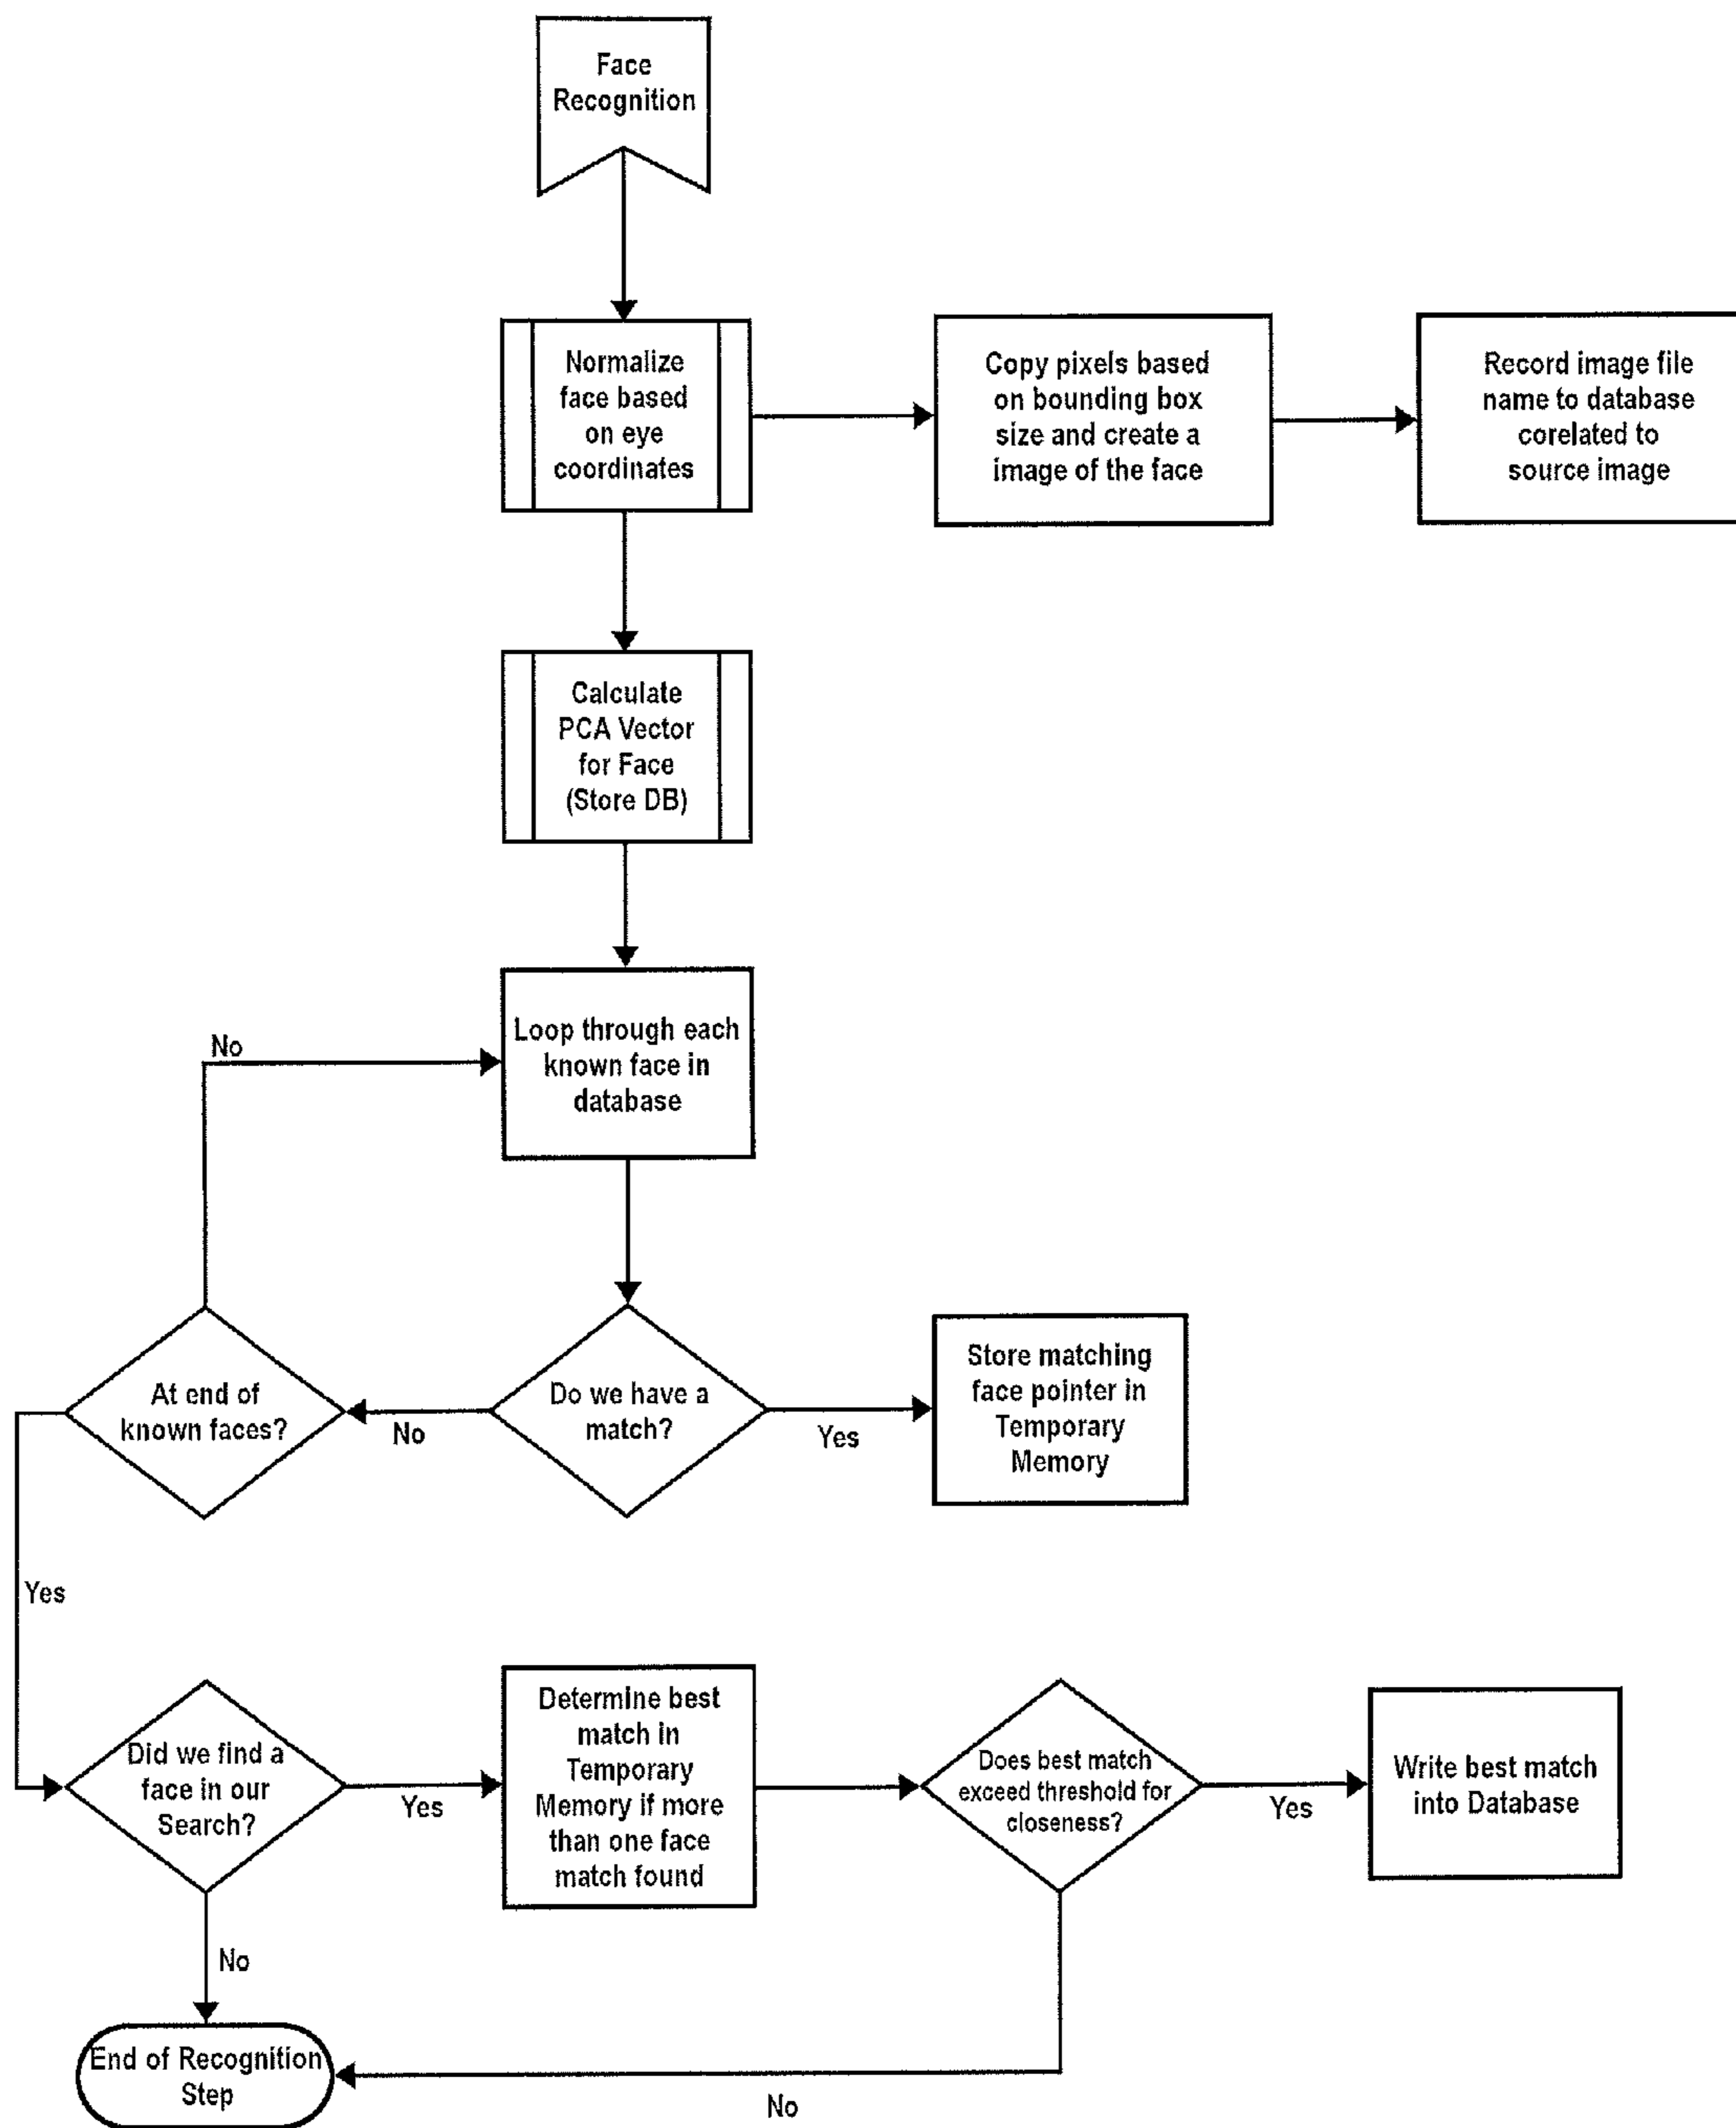 Face
Recognition
Normalize
face based
on eye
coordinates
Copy pixels based
on bounding box
size and create a
image of the face
Record image file
name to database
corelated to
source image
Calculate
PCA Vector
for Face
(Store DB)
Loop through each
known face in
database
No
At end of
known faces?
No
Do we have a
match?
Yes
Store matching
face pointer in
Temporary
Memory
Yes
Did we find a
face in our
Search?
Yes
Determine best
match in
Temporary
Memory if more
than one face
match found
Does best match
exceed threshold for
closeness?
Yes
Write best match
into Database
No
End of Recognition
Step
No